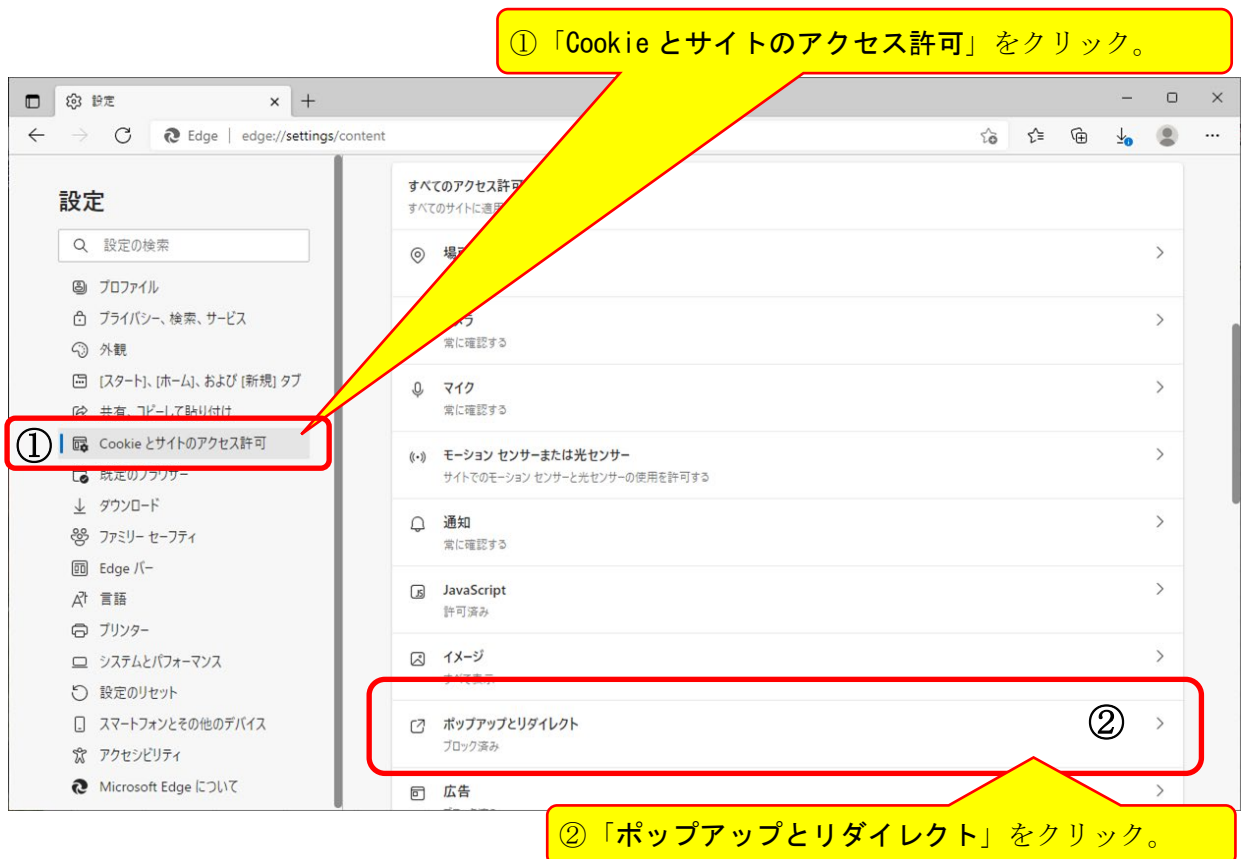 ①「Cookie とサイトのアクセス許可」をクリック。
設定
Edge | edge://settings/content
設定
設定の検索
プロファイル
プライバシー、検索、サービス
外観
[スタート]、[ホーム]、および [新規] タブ
共有、コピーして貼り付け
①
Cookie とサイトのアクセス許可
既定のブラウザー
ダウンロード
ファミリー セーフティ
Edge バー
言語
プリンター
システムとパフォーマンス
設定のリセット
スマートフォンとその他のデバイス
アクセシビリティ
Microsoft Edge について
すべてのアクセス許可
すべてのサイトに適用
場所
カメラ
常に確認する
マイク
常に確認する
モーション センサーまたは光センサー
サイトでのモーション センサーと光センサーの使用を許可する
通知
常に確認する
JavaScript
許可済み
イメージ
すべて表示
ポップアップとリダイレクト
ブロック済み
②
広告
②「ポップアップとリダイレクト」をクリック。